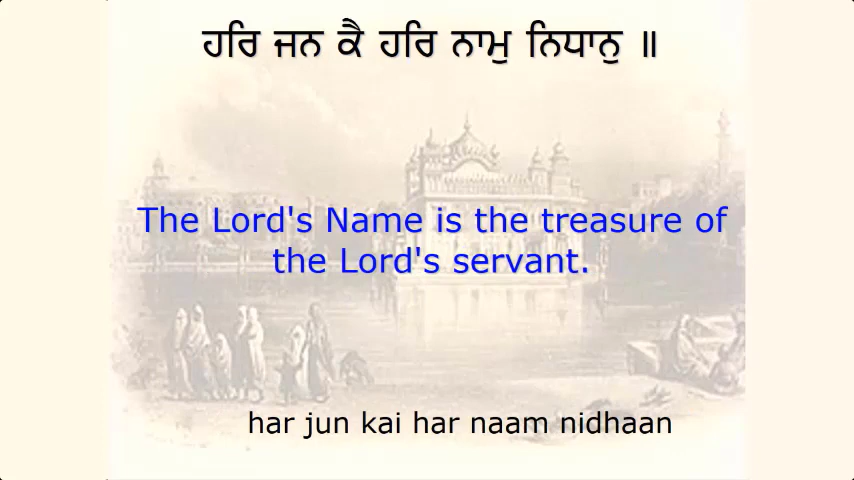 ਹਰਿ ਜਨ ਕੈ ਹਰਿ ਨਾਮੁ ਨਿਧਾਨੁ ॥
The Lord's Name is the treasure of
the Lord's servant.
har jun kai har naam nidhaan